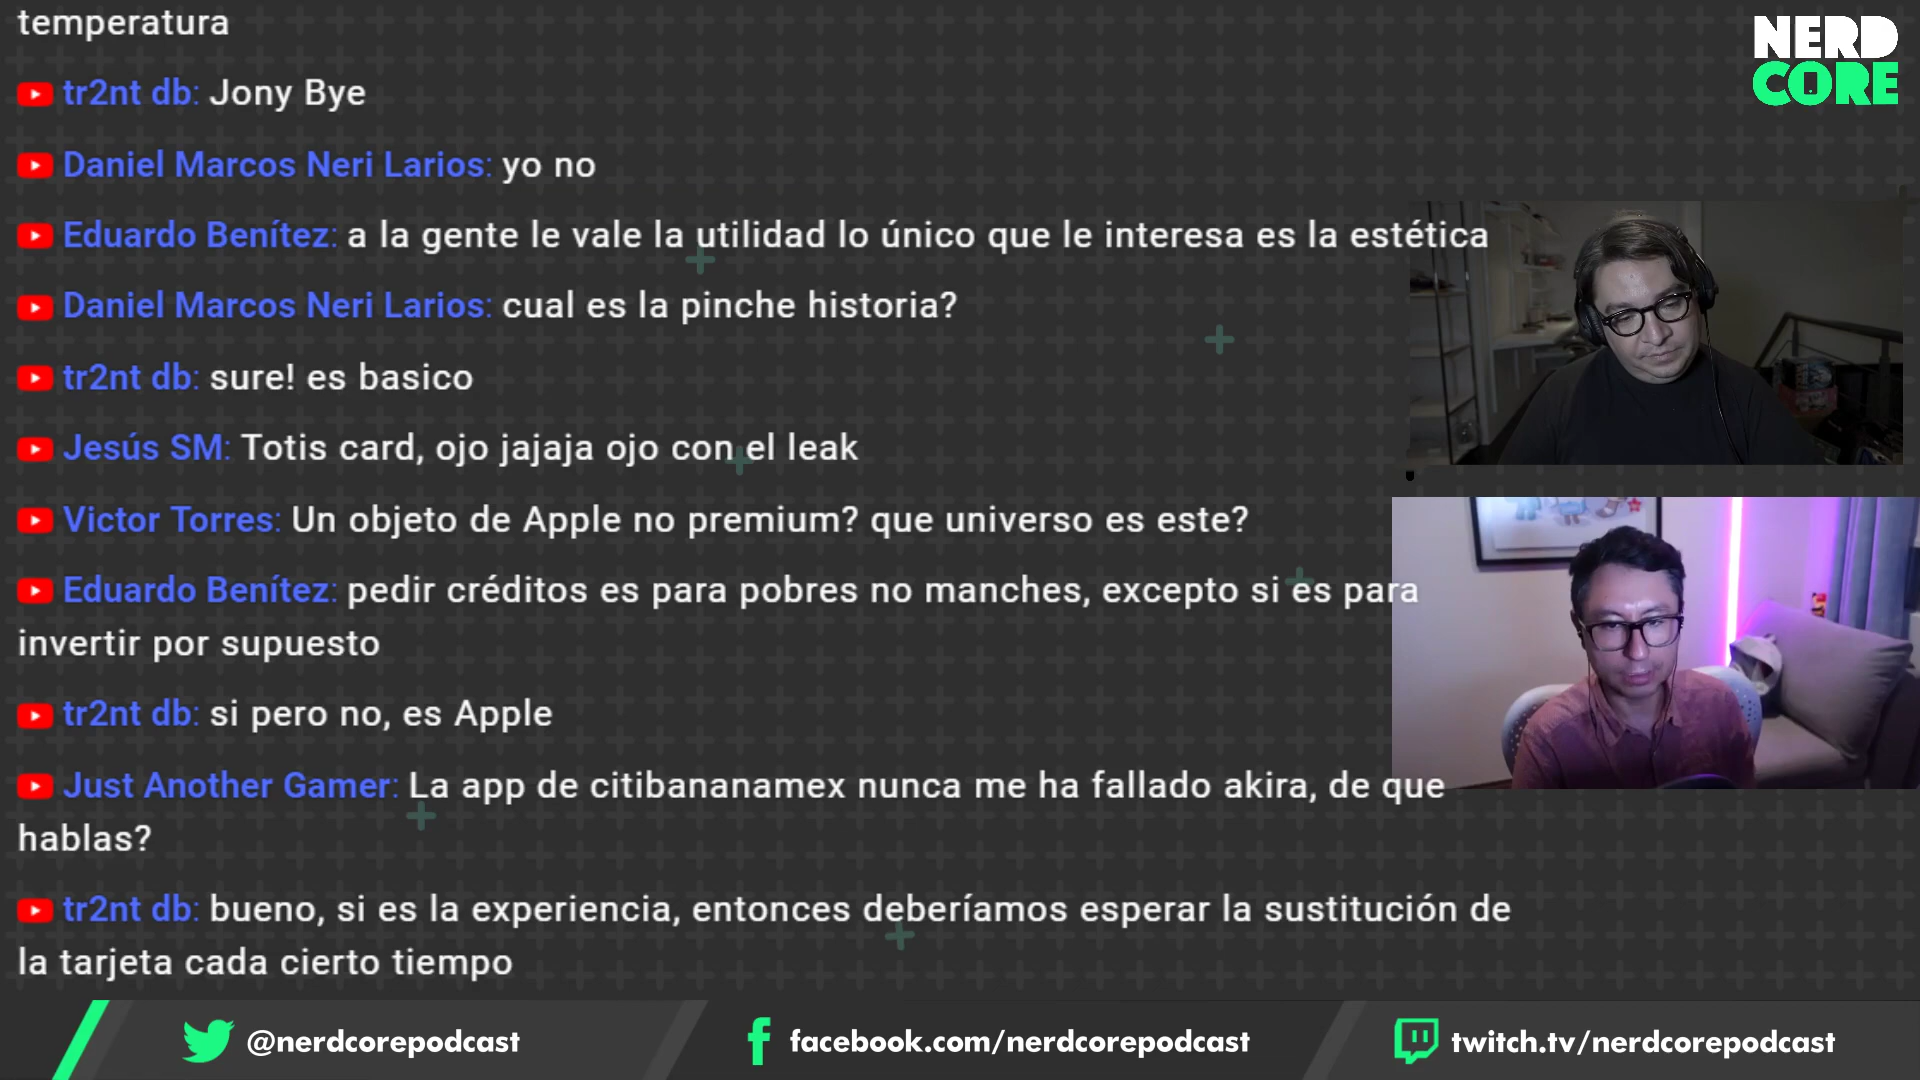 temperatura
NERD
CORE
tr2nt db: Jony Bye
Daniel Marcos Neri Larios: yo no
Eduardo Benítez: a la gente le vale la utilidad lo único que le interesa es la estética
Daniel Marcos Neri Larios: cual es la pinche historia?
tr2nt db: sure! es basico
Jesús SM: Totis card, ojo jajaja ojo con el leak
Victor Torres: Un objeto de Apple no premium? que universo es este?
Eduardo Benítez: pedir créditos es para pobres no manches, excepto si es para
invertir por supuesto
tr2nt db: si pero no, es Apple
Just Another Gamer: La app de citibananamex nunca me ha fallado akira, de que
hablas?
tr2nt db: bueno, si es la experiencia, entonces deberíamos esperar la sustitución de
la tarjeta cada cierto tiempo
@nerdcorepodcast
facebook.com/nerdcorepodcast
twitch.tv/nerdcorepodcast